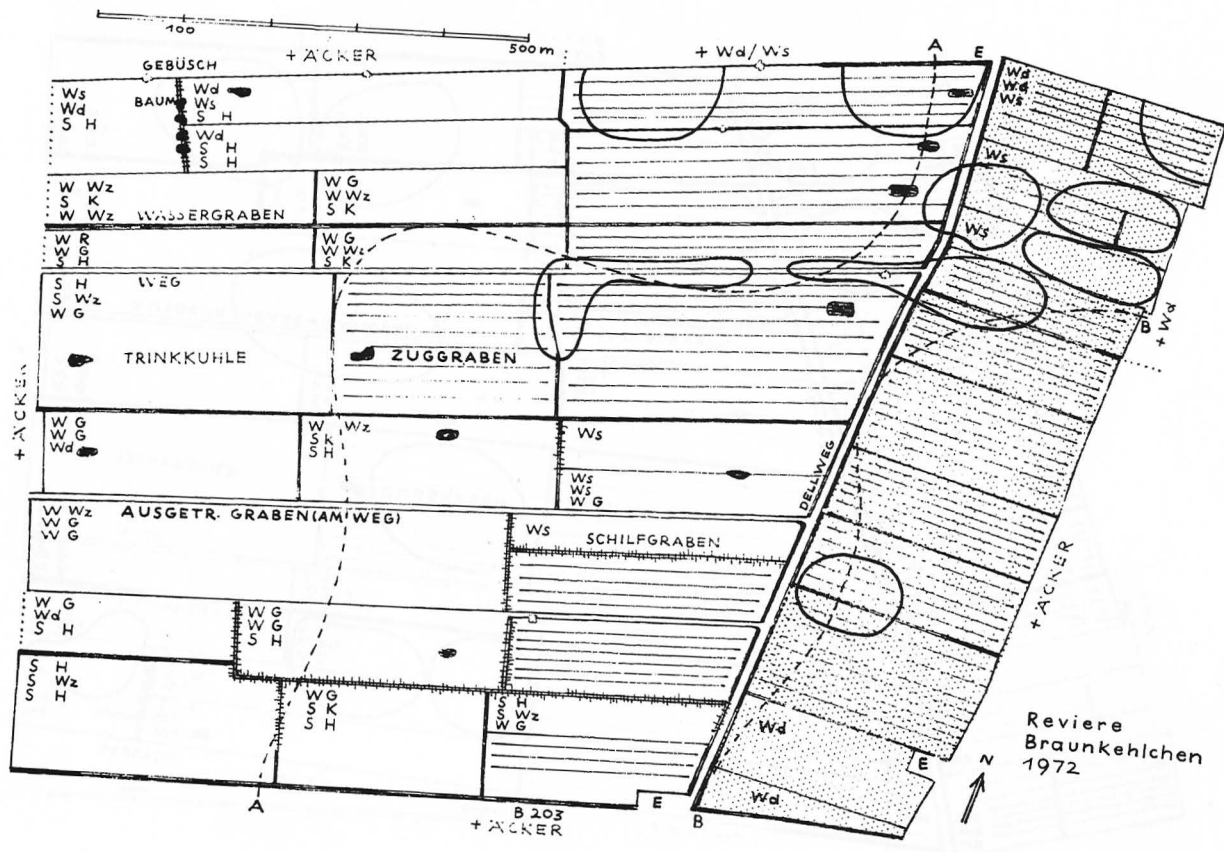 100
500 m
+ ÄCKER
+ Wd/Ws
A
E
GEBÜSCH
BAUM
Ws
Wd
S H
Wd
Ws
S H
Wd
S H
S H
Wd
Wd
Ws
Ws
Ws
W Wz
S K
W Wz
WASSERGRABEN
W G
W Wz
S K
W R
W G
S H
W G
W Wz
S K
WEG
S H
S Wz
W G
TRINKKUHLE
ZUGGRABEN
B
+ Wd
+ ÄCKER
W G
W G
Wd
W Wz
S K
S H
Ws
Ws
Ws
W G
DELLWEG
W Wz
W G
W G
AUSGETR. GRABEN (AM WEG)
Ws
SCHILFGRABEN
+ ÄCKER
W G
Wd
S H
W G
W G
S H
S H
S Wz
S H
W G
S K
S H
S H
S Wz
W G
Wd
Wd
E
N
Reviere
Braunkehlchen
1972
A
B 203
+ ÄCKER
E
B